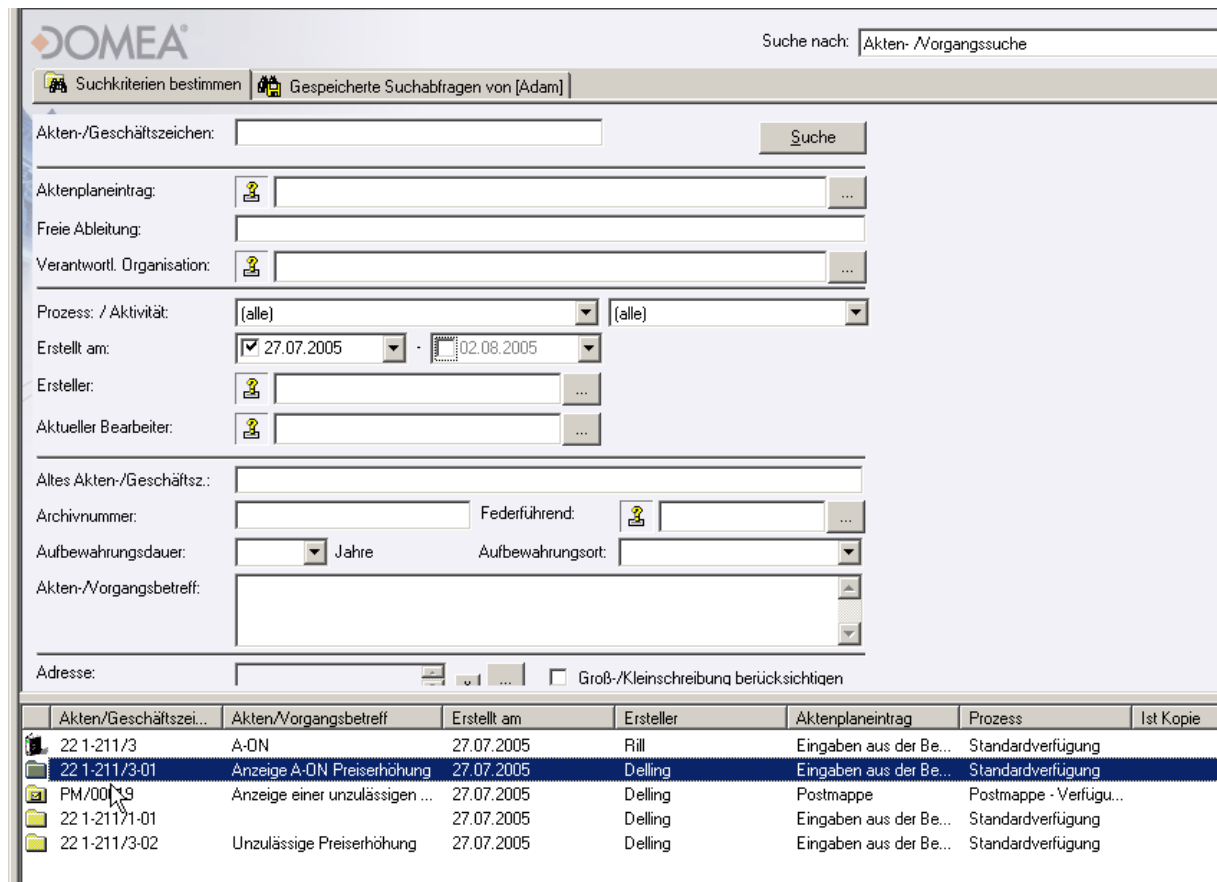 DOMEA®
Suche nach: Akten- /Vorgangssuche
Suchkriterien bestimmen Gespeicherte Suchabfragen von [Adam]
Akten-/Geschäftszeichen: Suche
Aktenplaneintrag: ...
Freie Ableitung:
Verantwortl. Organisation: ...
Prozess: / Aktivität: (alle) (alle)
Erstellt am: 27.07.2005 - 02.08.2005
Ersteller: ...
Aktueller Bearbeiter: ...
Altes Akten-/Geschäftsz.:
Archivnummer: Federführend: ...
Aufbewahrungsdauer: Jahre Aufbewahrungsort:
Akten-/Vorgangsbetreff:
Adresse: ... Groß-/Kleinschreibung berücksichtigen
Akten/Geschäftszei... Akten/Vorgangsbetreff Erstellt am Ersteller Aktenplaneintrag Prozess Ist Kopie
22 1-211/3 A-ON 27.07.2005 Rill Eingaben aus der Be... Standardverfügung
22 1-211/3-01 Anzeige A-ON Preiserhöhung 27.07.2005 Delling Eingaben aus der Be... Standardverfügung
Anzeige einer unzulässigen ... 27.07.2005 Delling Postmappe Postmappe - Verfügu...
22 1-211/1-01 27.07.2005 Delling Eingaben aus der Be... Standardverfügung
22 1-211/3-02 Unzulässige Preiserhöhung 27.07.2005 Delling Eingaben aus der Be... Standardverfügung